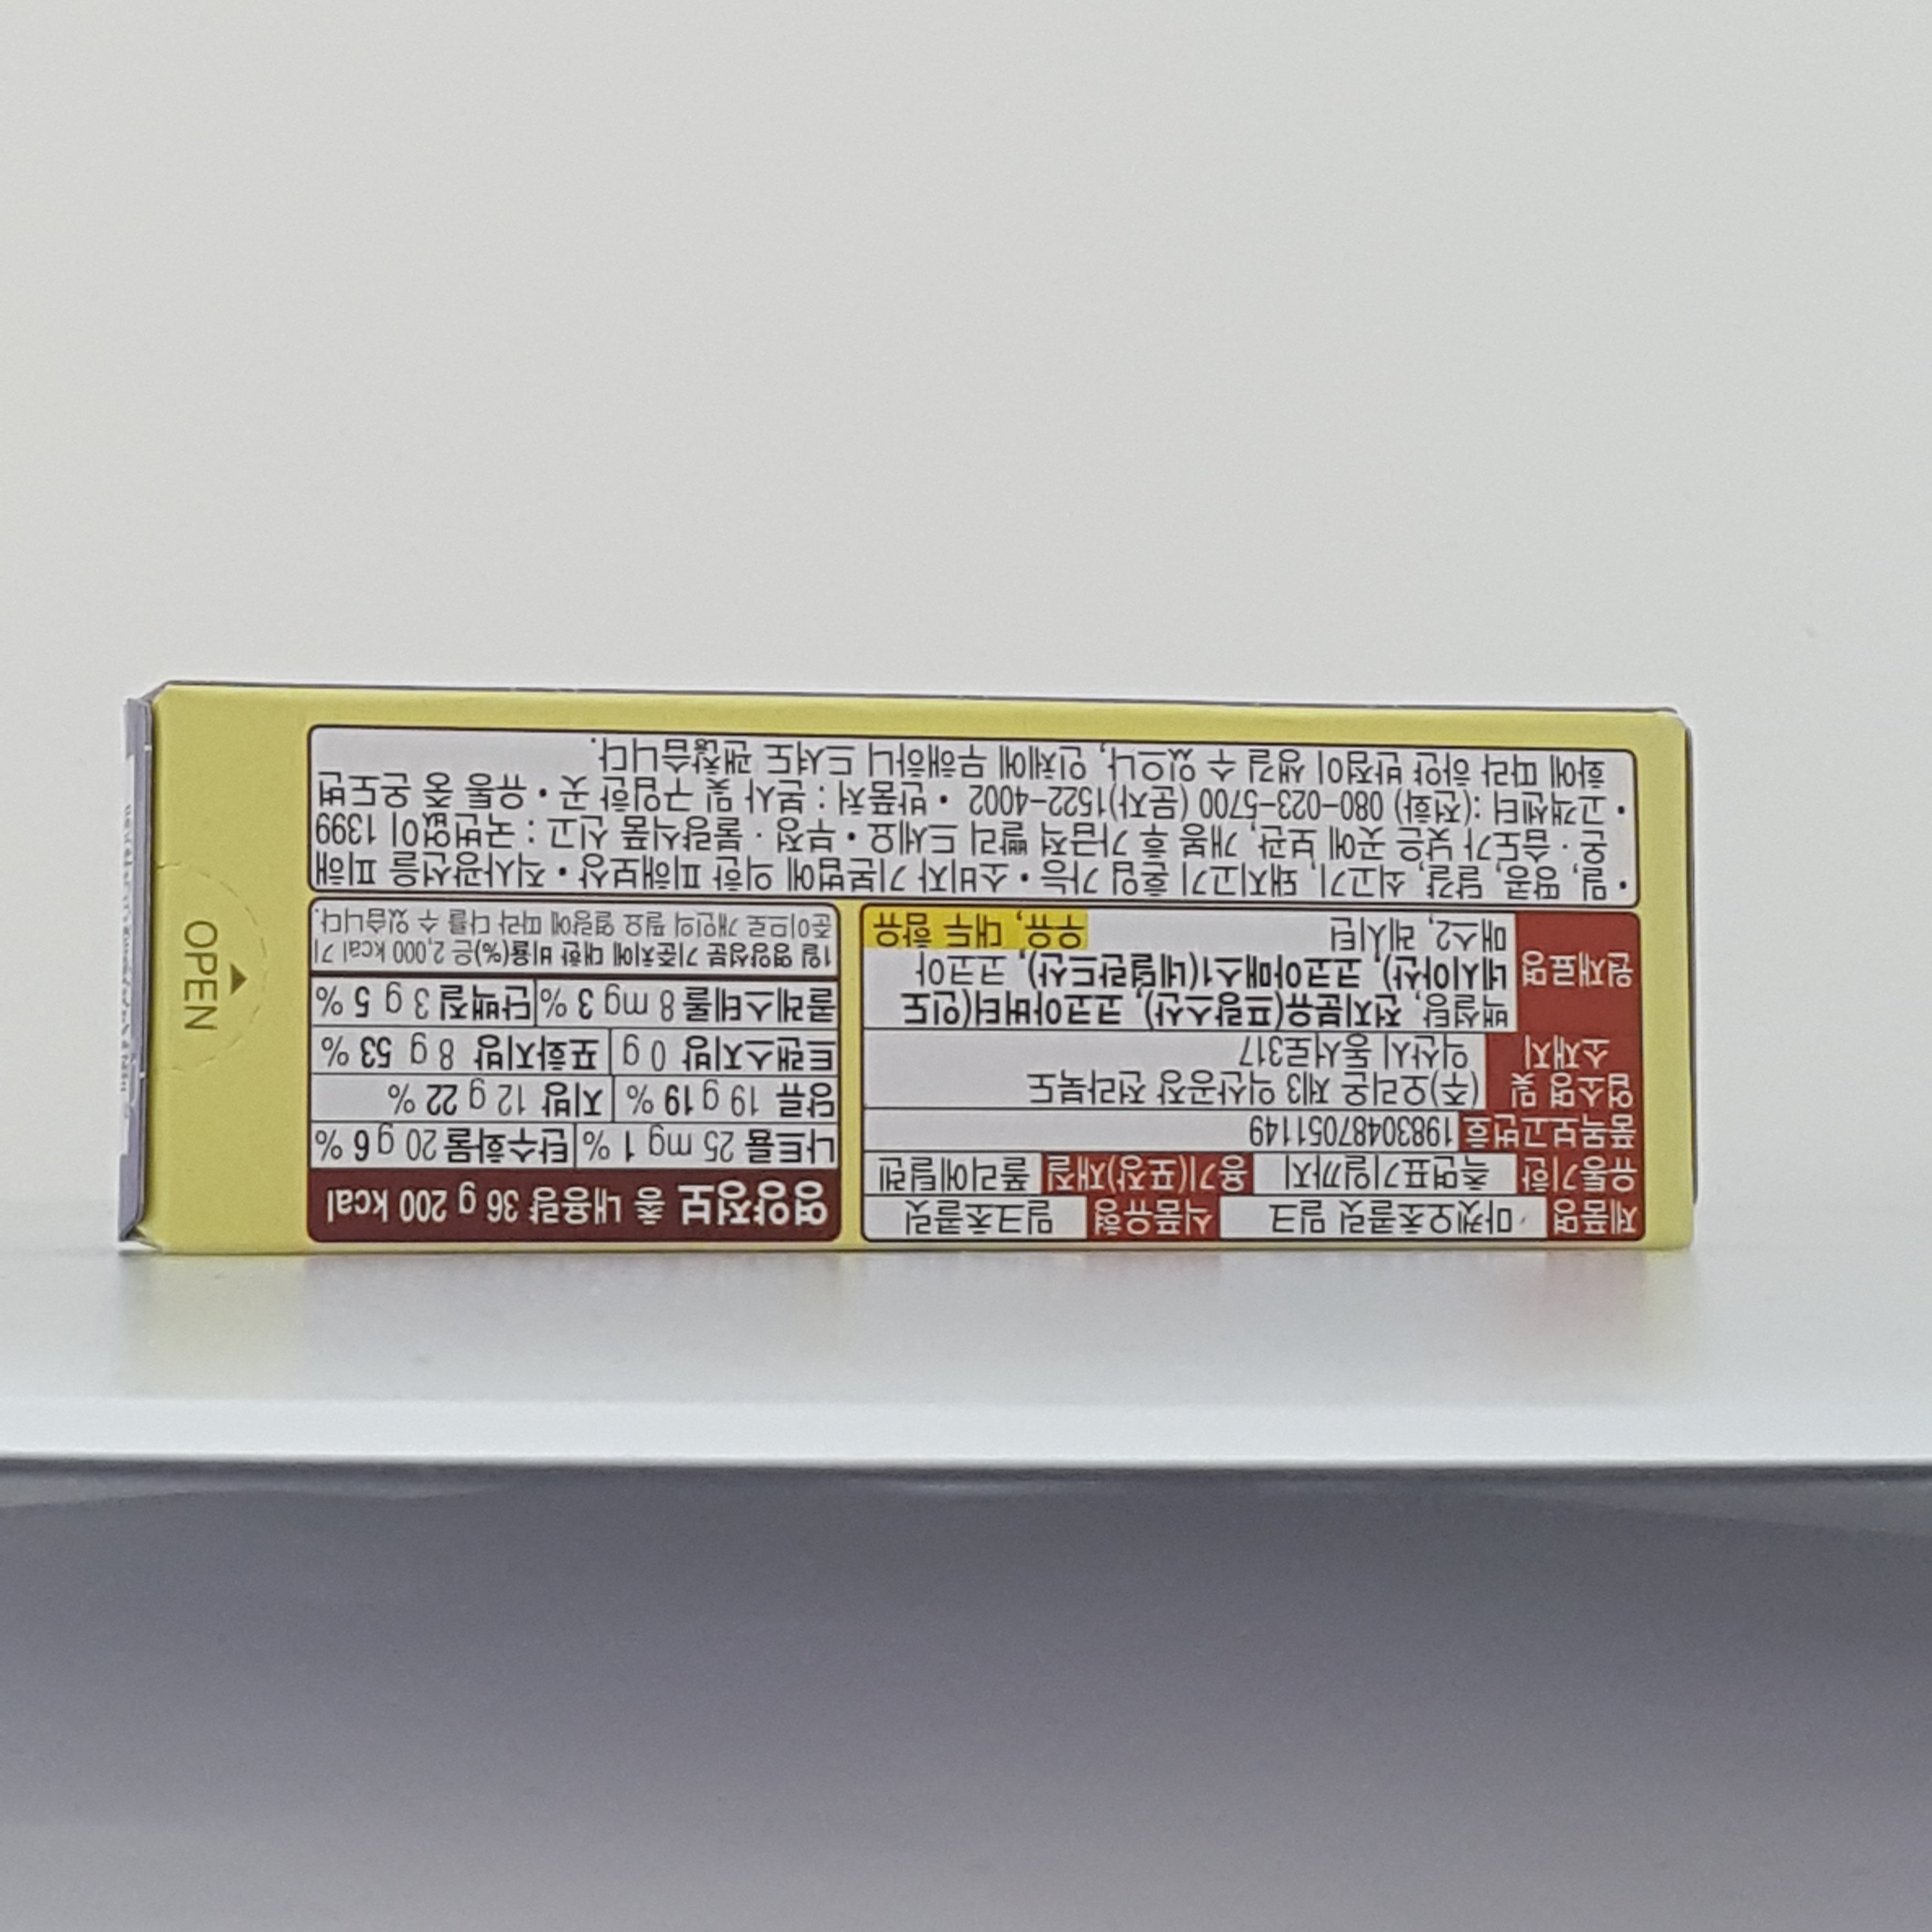 제품명 마켓오초콜릿 밀크 식품유형 밀크초콜릿
유통기한 측면표기일까지 용기(포장)재질 폴리에틸렌
품목보고번호 19830487051149
업소명 및 소재지 (주)오리온 제3 익산공장 전라북도
익산시 동서로317
원재료명 백설탕, 전지분유(프랑스산), 코코아버터(인도
네시아산), 코코아매스1(네덜란드산), 코코아
매스2, 레시틴 우유, 대두 함유
영양정보 총 내용량 36 g 200 kcal
나트륨 25 mg 1 % 탄수화물 20 g 6 %
당류 19 g 19 % 지방 12 g 22 %
트랜스지방 0 g 포화지방 8 g 53 %
콜레스테롤 8 mg 3 % 단백질 3 g 5 %
1일 영양성분 기준치에 대한 비율(%)은 2,000 kcal 기
준이므로 개인의 필요 열량에 따라 다를 수 있습니다.
• 밀, 땅콩, 달걀, 쇠고기, 돼지고기 혼입 가능 • 소비자 기본법에 의한 피해보상 • 직사광선을 피해
온·습도가 낮은 곳에 보관, 개봉 후 가급적 빨리 드세요 • 부정·불량식품 신고 : 국번없이 1399
• 고객센터 :(전화) 080-023-5700 (문자)1522-4002 • 반품처 : 본사 및 구입한 곳 • 유통 중 온도변
화에 따라 하얀 반점이 생길 수 있으나, 인체에 무해하니 드셔도 괜찮습니다.
OPEN